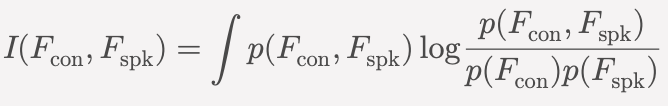 I(F_con, F_spk) = ∫ p(F_con, F_spk) log p(F_con, F_spk) / p(F_con)p(F_spk)